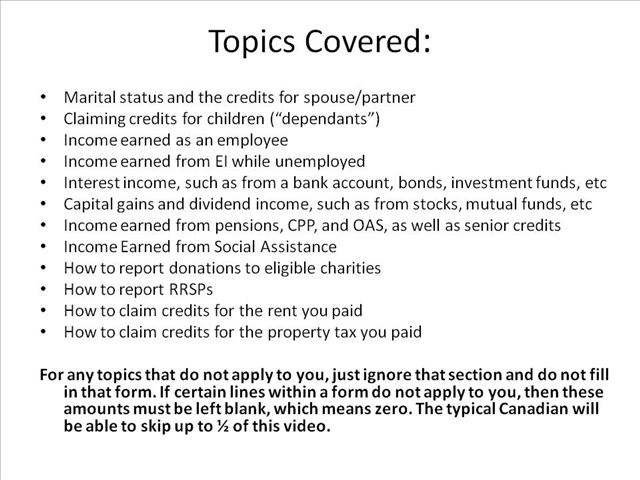 Topics Covered:
• Marital status and the credits for spouse/partner
• Claiming credits for children (“dependants”)
• Income earned as an employee
• Income earned from EI while unemployed
• Interest income, such as from a bank account, bonds, investment funds, etc
• Capital gains and dividend income, such as from stocks, mutual funds, etc
• Income earned from pensions, CPP, and OAS, as well as senior credits
• Income Earned from Social Assistance
• How to report donations to eligible charities
• How to report RRSPs
• How to claim credits for the rent you paid
• How to claim credits for the property tax you paid
For any topics that do not apply to you, just ignore that section and do not fill
in that form. If certain lines within a form do not apply to you, then these
amounts must be left blank, which means zero. The typical Canadian will
be able to skip up to ½ of this video.